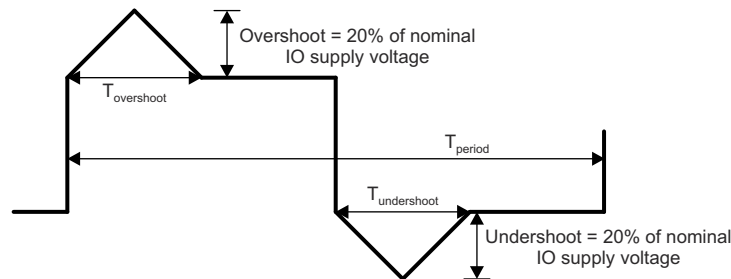 Overshoot = 20% of nominal
IO supply voltage
Tovershoot
Tperiod
Tundershoot
Undershoot = 20% of nominal
IO supply voltage